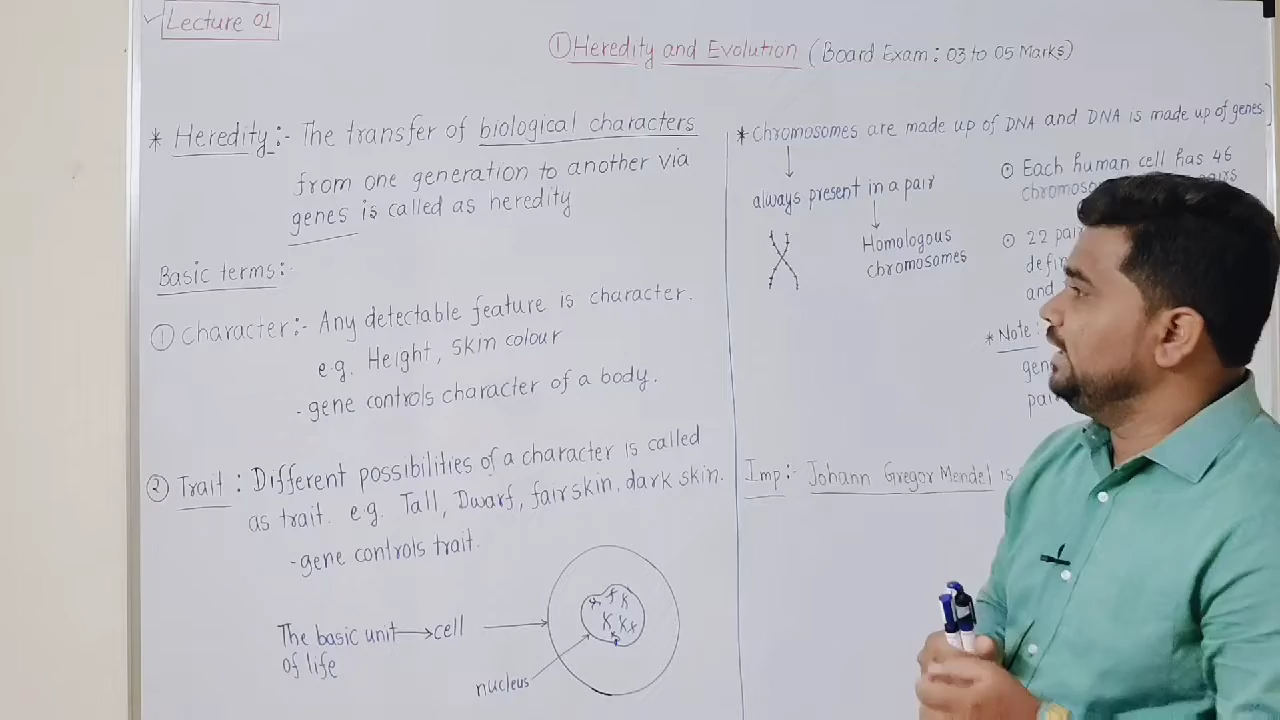 Lecture 01
① Heredity and Evolution (Board Exam: 03 to 05 Marks)
* Heredity:- The transfer of biological characters
from one generation to another via
genes is called as heredity
Basic terms:-
① Character:- Any detectable feature is character.
e.g. Height, skin colour
- gene controls character of a body.
② Trait: Different possibilities of a character is called
as trait. e.g. Tall, Dwarf, fair skin, dark skin.
- gene controls trait.
The basic unit → cell
of life
nucleus
* Chromosomes are made up of DNA and DNA is made up of genes.
always present in a pair
Homologous
chromosomes
⊙ Each human cell has 46
⊙ 22
and
* Note:
Imp:- Johann Gregor Mendel is